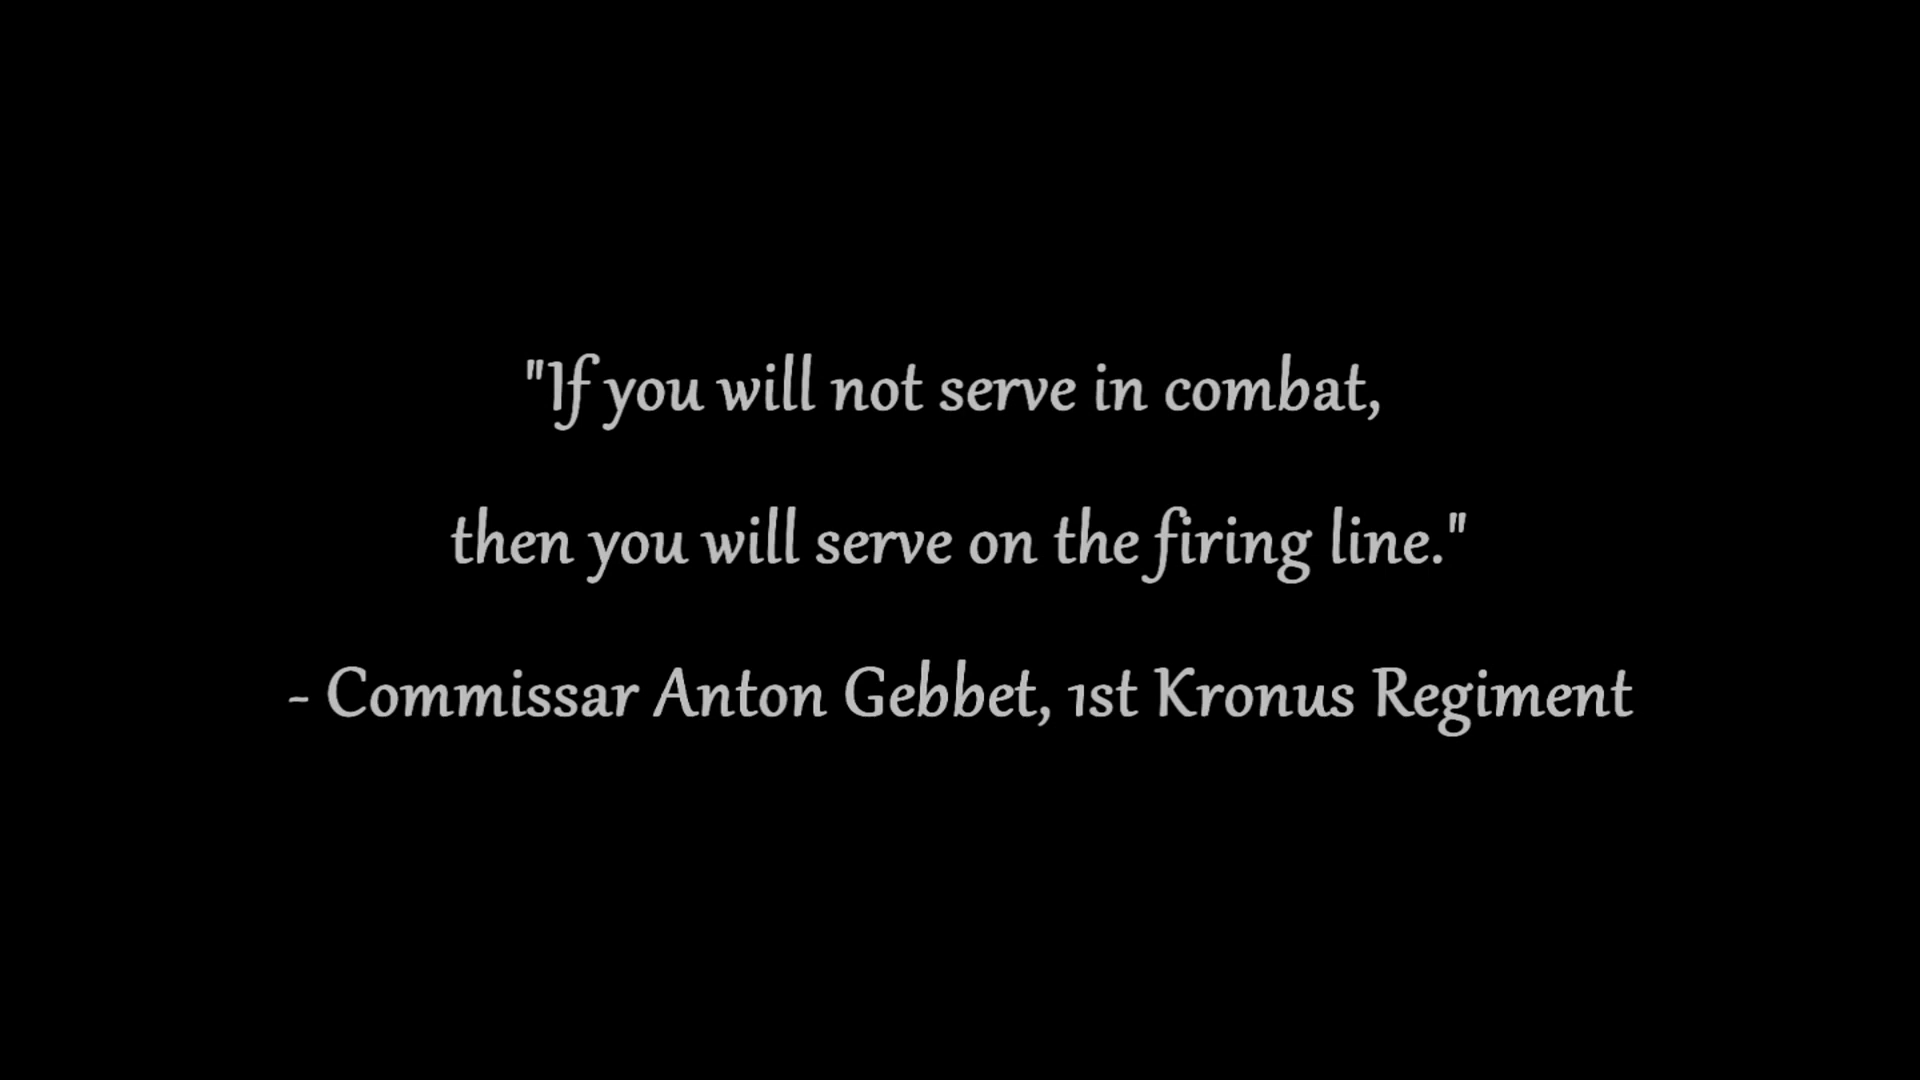 "If you will not serve in combat,
then you will serve on the firing line."
- Commissar Anton Gebbet, 1st Kronus Regiment